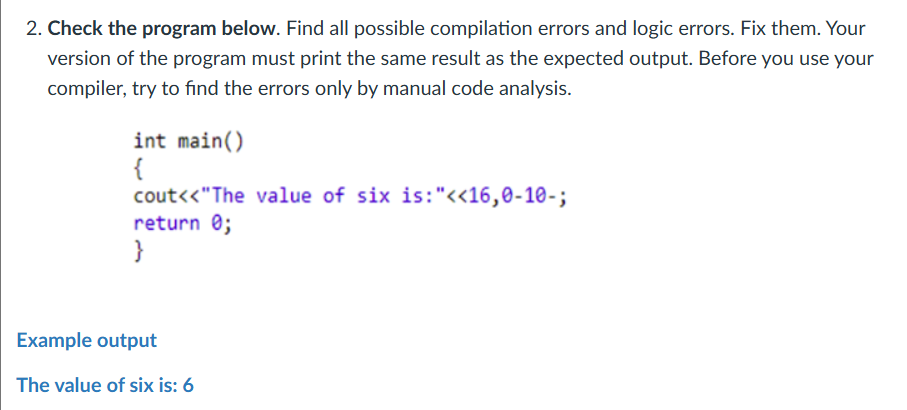 2. Check the program below. Find all possible compilation errors and logic errors. Fix them. Your
version of the program must print the same result as the expected output. Before you use your
compiler, try to find the errors only by manual code analysis.
int main()
{
cout<<"The value of six is:"<<16,0-10-;
return 0;
}
Example output
The value of six is: 6